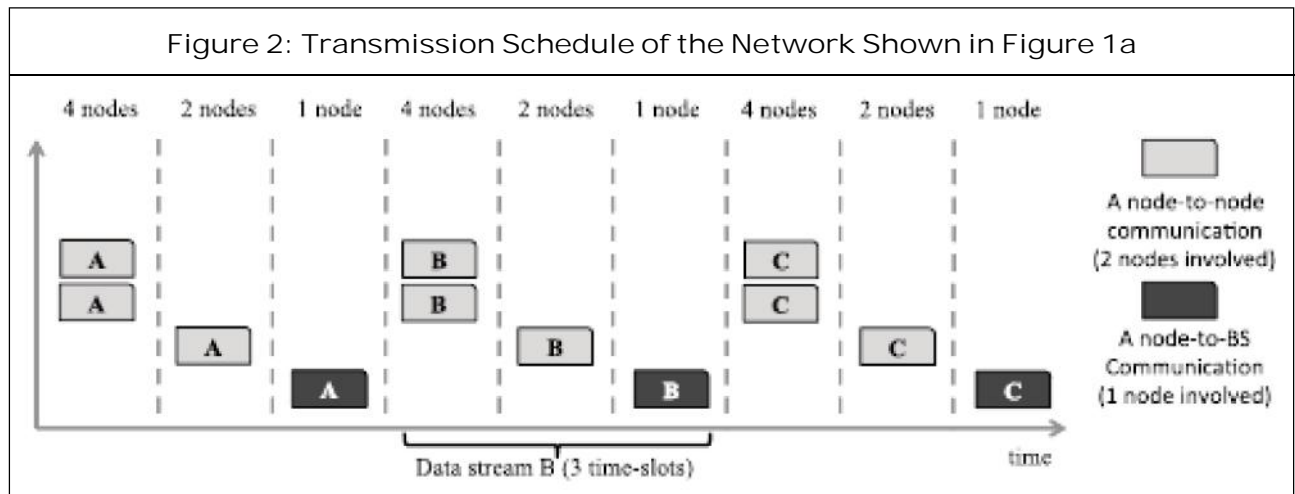 Figure 2: Transmission Schedule of the Network Shown in Figure 1a
4 nodes 2 nodes 1 node 4 nodes 2 nodes 1 node 4 nodes 2 nodes 1 node
A B C
A B C
A B C
A B C
Data stream B (3 time-slots)
time
A node-to-node
communication
(2 nodes involved)
A node-to-BS
Communication
(1 node involved)